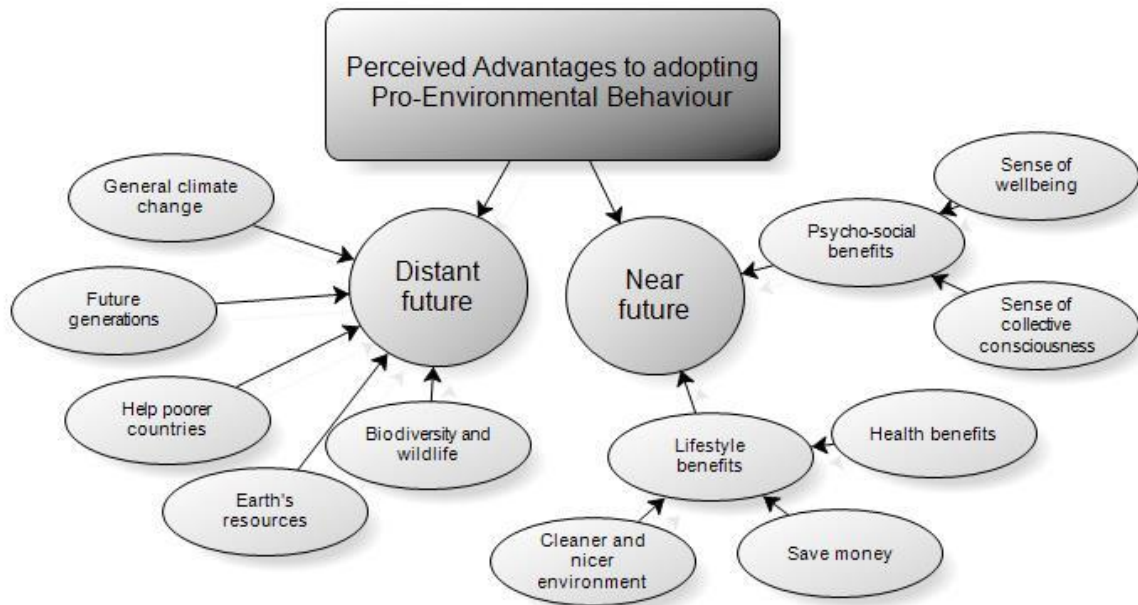 Perceived Advantages to adopting
Pro-Environmental Behaviour
General climate
change
Future
generations
Help poorer
countries
Earth's
resources
Biodiversity and
wildlife
Distant
future
Near
future
Psycho-social
benefits
Sense of
wellbeing
Sense of
collective
consciousness
Lifestyle
benefits
Health benefits
Save money
Cleaner and
nicer
environment